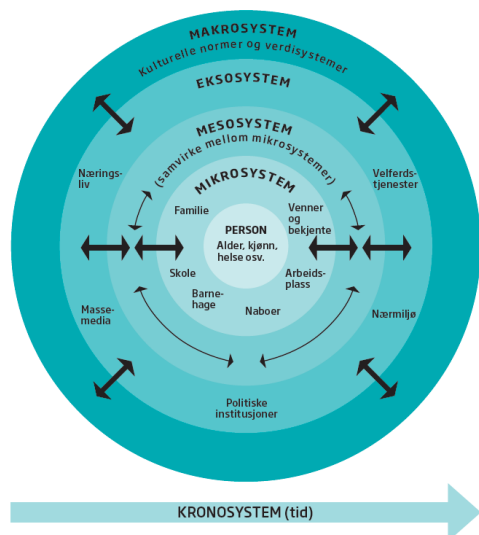 MAKROSYSTEM
Kulturelle normer og verdisystemer
EKSOSYSTEM
MESOSYSTEM
(samvirke mellom mikrosystemer)
MIKROSYSTEM
Nærings-
liv
Velferds-
tjenester
Familie
Venner
og
bekjente
PERSON
Alder, kjønn,
helse osv.
Skole
Arbeids-
plass
Barne-
hage
Naboer
Masse-
media
Nærmiljø
Politiske
institusjoner
KRONOSYSTEM (tid)